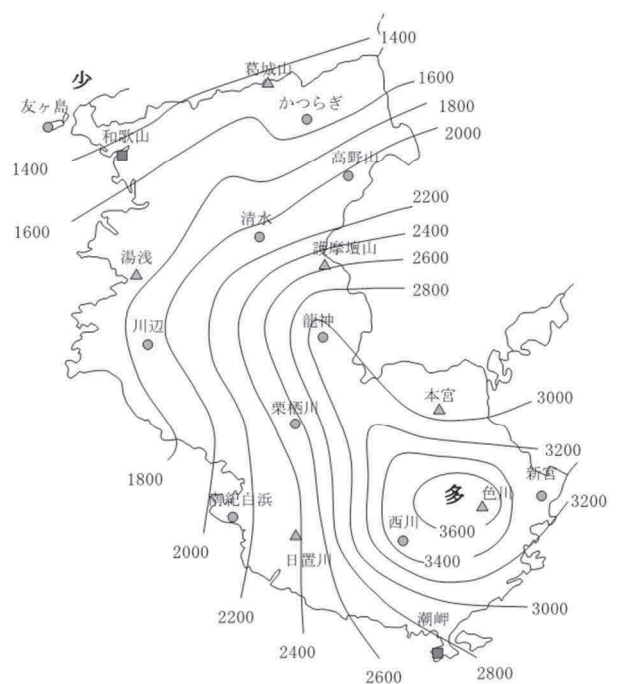 1400
葛城山
少
1600
友ヶ島
かつらぎ
1800
和歌山
2000
高野山
1400
2200
清水
1600
2400
護摩壇山
2600
湯浅
2800
龍神
川辺
本宮
3000
栗栖川
3200
新宮
1800
南紀白浜
多
色川
3200
西川
3600
2000
日置川
3400
3000
2200
潮岬
2400
2600
2800